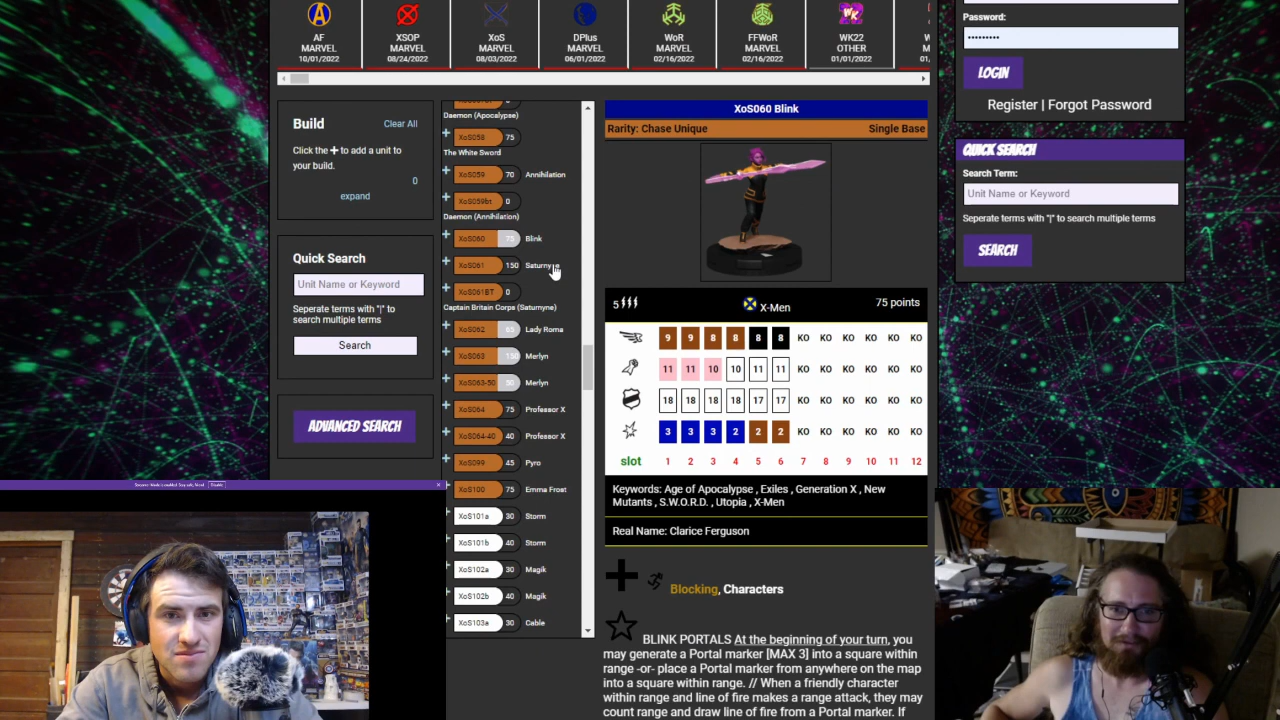 AF
MARVEL
10/01/2022
XSOP
MARVEL
08/24/2022
XoS
MARVEL
08/03/2022
DPlus
MARVEL
06/01/2022
WoR
MARVEL
02/16/2022
FFWoR
MARVEL
02/16/2022
WK
WK22
OTHER
01/01/2022
Build
Clear All
Click the + to add a unit to
your build.
0
expand
Quick Search
Unit Name or Keyword
Seperate terms with "|" to
search multiple terms
Search
ADVANCED SEARCH
Daemon (Apocalypse)
XoS058 75
The White Sword
XoS059 70 Annihilation
XoS059bt 0
Daemon (Annihilation)
XoS060 75 Blink
XoS061 150
XoS061BT 0
Captain Britain Corps (Saturnyne)
XoS062 65 Lady Roma
XoS063 150 Merlyn
XoS063-50 50 Merlyn
XoS064 75 Professor X
XoS064-40 40 Professor X
XoS099 45 Pyro
XoS100 75 Emma Frost
XoS101a 30 Storm
XoS101b 40 Storm
XoS102a 30 Magik
XoS102b 40 Magik
XoS103a 30 Cable
XoS060 Blink
Rarity: Chase Unique Single Base
5 X-Men 75 points
9 9 8 8 8 8 KO KO KO KO KO KO
11 11 10 10 11 11 KO KO KO KO KO KO
18 18 18 18 17 17 KO KO KO KO KO KO
3 3 3 2 2 2 KO KO KO KO KO KO
slot 1 2 3 4 5 6 7 8 9 10 11 12
Keywords: Age of Apocalypse , Exiles , Generation X , New
Mutants , S.W.O.R.D. , Utopia , X-Men
Real Name: Clarice Ferguson
Blocking, Characters
BLINK PORTALS At the beginning of your turn, you
may generate a Portal marker [MAX 3] into a square within
range -or- place a Portal marker from anywhere on the map
into a square within range. // When a friendly character
within range and line of fire makes a range attack, they may
count range and draw line of fire from a Portal marker. If
Password:
•••••••••
LOGIN
Register | Forgot Password
QUICK SEARCH
Search Term:
Unit Name or Keyword
Seperate terms with "|" to search multiple terms
SEARCH